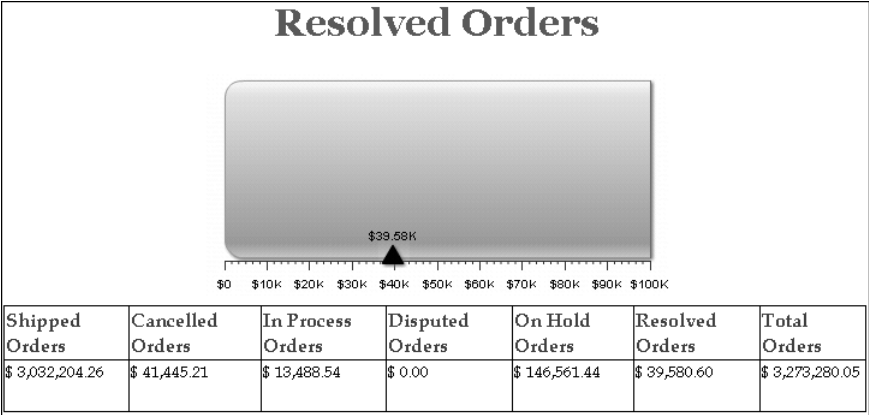 Resolved Orders
$39.58K
$0 $10K $20K $30K $40K $50K $60K $70K $80K $90K $100K
Shipped Orders Cancelled Orders In Process Orders Disputed Orders On Hold Orders Resolved Orders Total Orders
$ 3,032,204.26 $ 41,445.21 $ 13,488.54 $ 0.00 $ 146,561.44 $ 39,580.60 $ 3,273,280.05